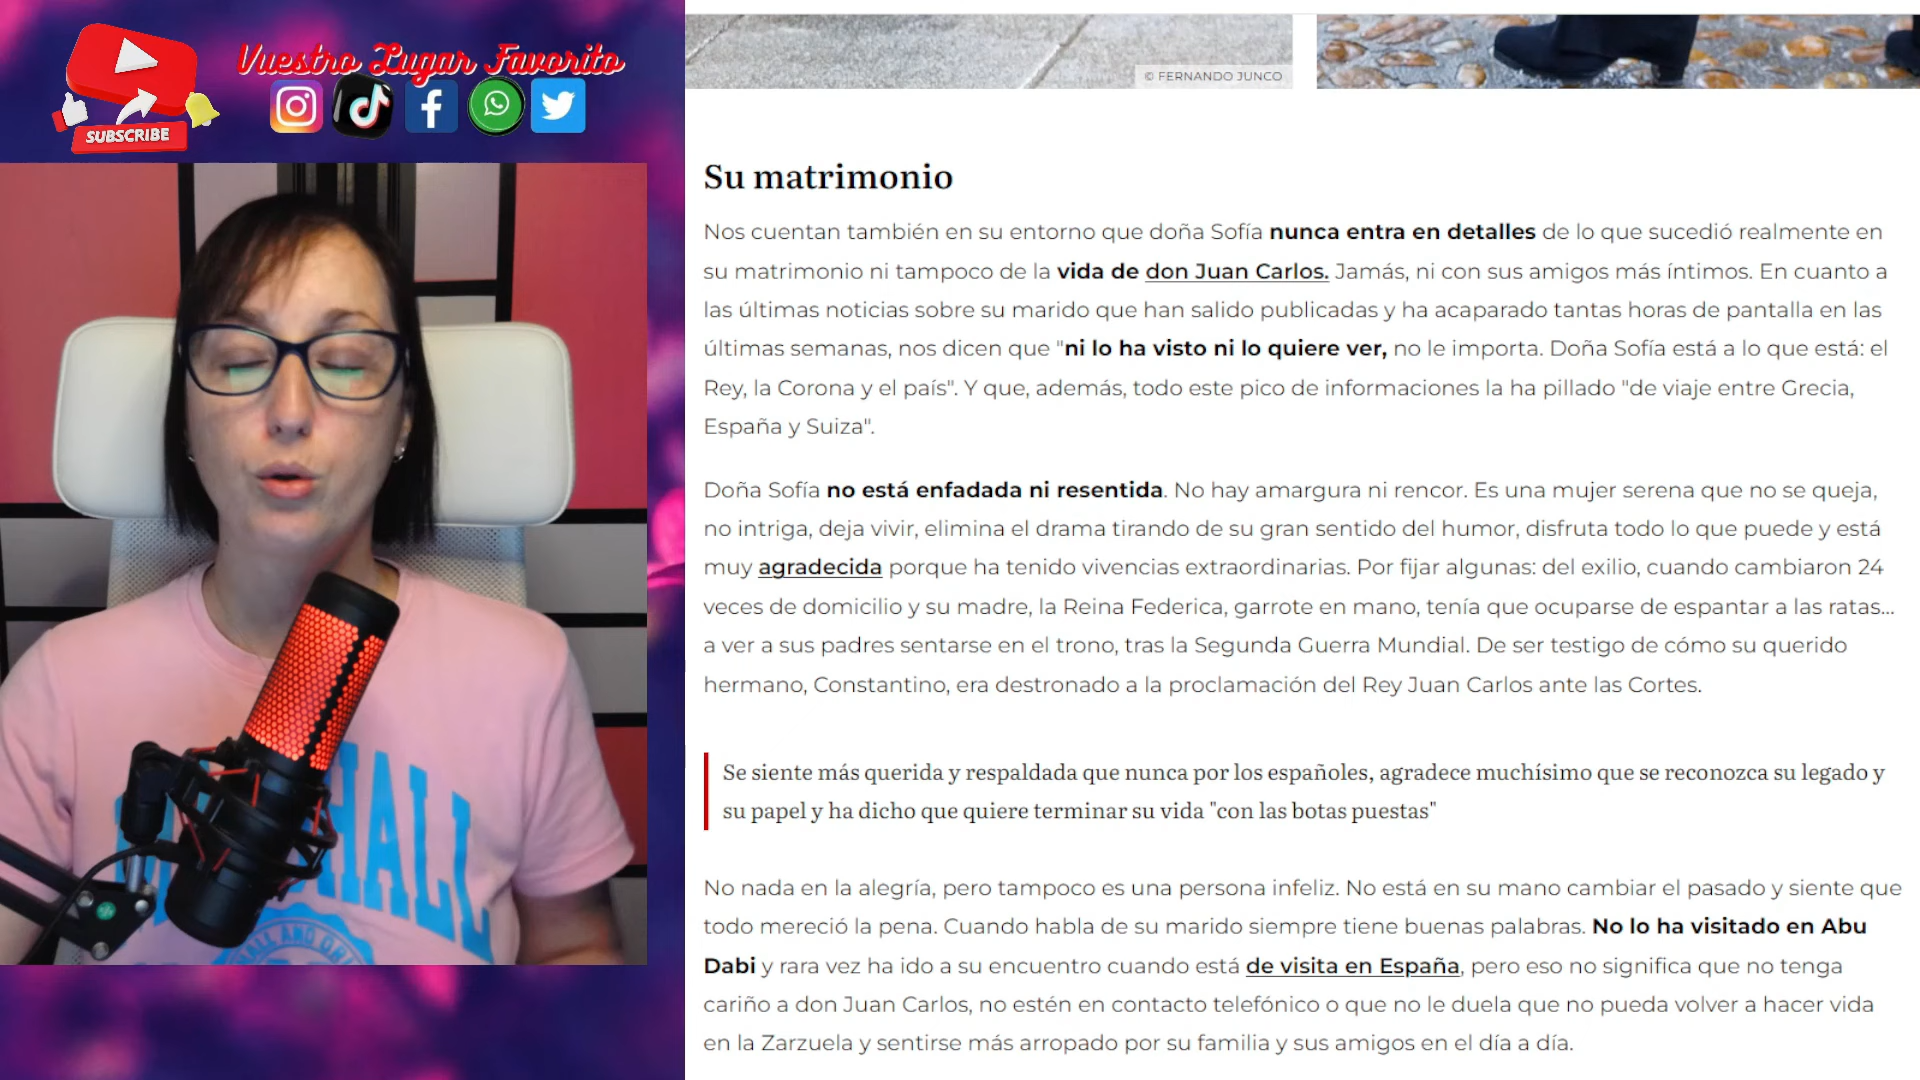 Vuestro Lugar Favorito
SUBSCRIBE
© FERNANDO JUNCO
Su matrimonio
Nos cuentan también en su entorno que doña Sofía nunca entra en detalles de lo que sucedió realmente en
su matrimonio ni tampoco de la vida de don Juan Carlos. Jamás, ni con sus amigos más íntimos. En cuanto a
las últimas noticias sobre su marido que han salido publicadas y ha acaparado tantas horas de pantalla en las
últimas semanas, nos dicen que "ni lo ha visto ni lo quiere ver, no le importa. Doña Sofía está a lo que está: el
Rey, la Corona y el país". Y que, además, todo este pico de informaciones la ha pillado "de viaje entre Grecia,
España y Suiza".
Doña Sofía no está enfadada ni resentida. No hay amargura ni rencor. Es una mujer serena que no se queja,
no intriga, deja vivir, elimina el drama tirando de su gran sentido del humor, disfruta todo lo que puede y está
muy agradecida porque ha tenido vivencias extraordinarias. Por fijar algunas: del exilio, cuando cambiaron 24
veces de domicilio y su madre, la Reina Federica, garrote en mano, tenía que ocuparse de espantar a las ratas...
a ver a sus padres sentarse en el trono, tras la Segunda Guerra Mundial. De ser testigo de cómo su querido
hermano, Constantino, era destronado a la proclamación del Rey Juan Carlos ante las Cortes.
Se siente más querida y respaldada que nunca por los españoles, agradece muchísimo que se reconozca su legado y
su papel y ha dicho que quiere terminar su vida "con las botas puestas"
No nada en la alegría, pero tampoco es una persona infeliz. No está en su mano cambiar el pasado y siente que
todo mereció la pena. Cuando habla de su marido siempre tiene buenas palabras. No lo ha visitado en Abu
Dabi y rara vez ha ido a su encuentro cuando está de visita en España, pero eso no significa que no tenga
cariño a don Juan Carlos, no estén en contacto telefónico o que no le duela que no pueda volver a hacer vida
en la Zarzuela y sentirse más arropado por su familia y sus amigos en el día a día.